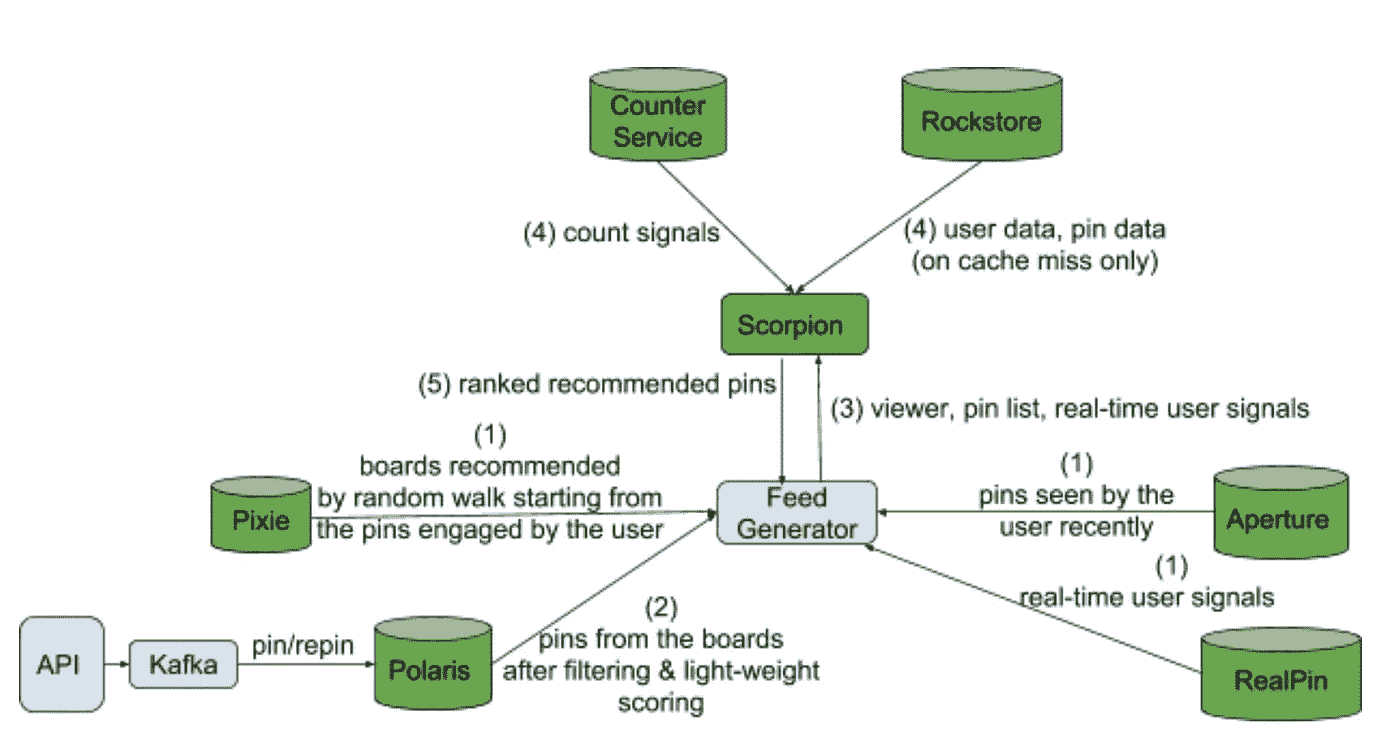 Counter
Service
Rockstore
(4) count signals
(4) user data, pin data
(on cache miss only)
Scorpion
(5) ranked recommended pins
(3) viewer, pin list, real-time user signals
(1)
boards recommended
by random walk starting from
the pins engaged by the user
Pixie
Feed
Generator
(1)
pins seen by the
user recently
Aperture
(1)
real-time user signals
RealPin
API
Kafka
pin/repin
Polaris
(2)
pins from the boards
after filtering & light-weight
scoring